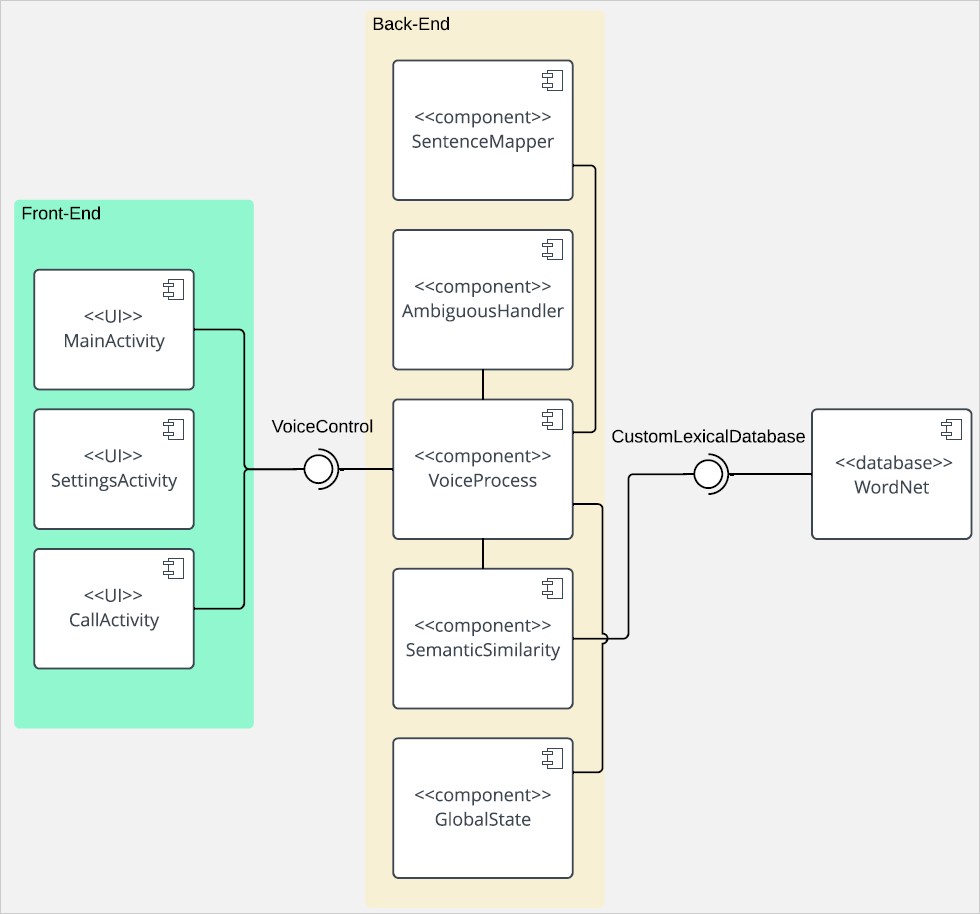 Back-End
<<component>>
SentenceMapper
Front-End
<<component>>
AmbiguousHandler
<<UI>>
MainActivity
VoiceControl
CustomLexicalDatabase
<<UI>>
SettingsActivity
<<component>>
VoiceProcess
<<database>>
WordNet
<<UI>>
CallActivity
<<component>>
SemanticSimilarity
<<component>>
GlobalState